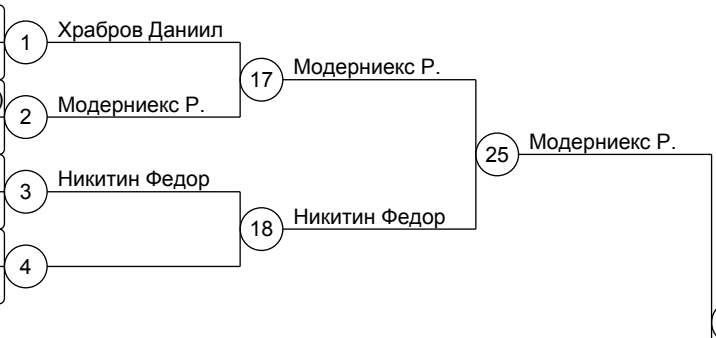 1
Храбров Даниил
2
Модерниекс Р.
17
Модерниекс Р.
3
Никитин Федор
4
18
Никитин Федор
25
Модерниекс Р.